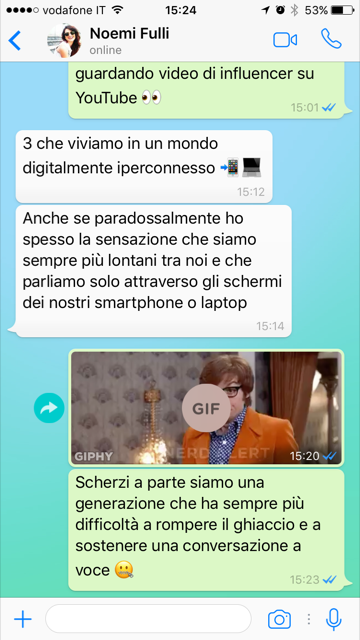 vodafone IT
15:24
53%
Noemi Fulli
online
guardando video di influencer su
YouTube 👀
15:01
3 che viviamo in un mondo
digitalmente iperconnesso 📲💻
15:12
Anche se paradossalmente ho
spesso la sensazione che siamo
sempre più lontani tra noi e che
parliamo solo attraverso gli schermi
dei nostri smartphone o laptop
15:14
GIF
GIPHY
NERD ALERT
15:20
Scherzi a parte siamo una
generazione che ha sempre più
difficoltà a rompere il ghiaccio e a
sostenere una conversazione a
voce 🤐
15:23